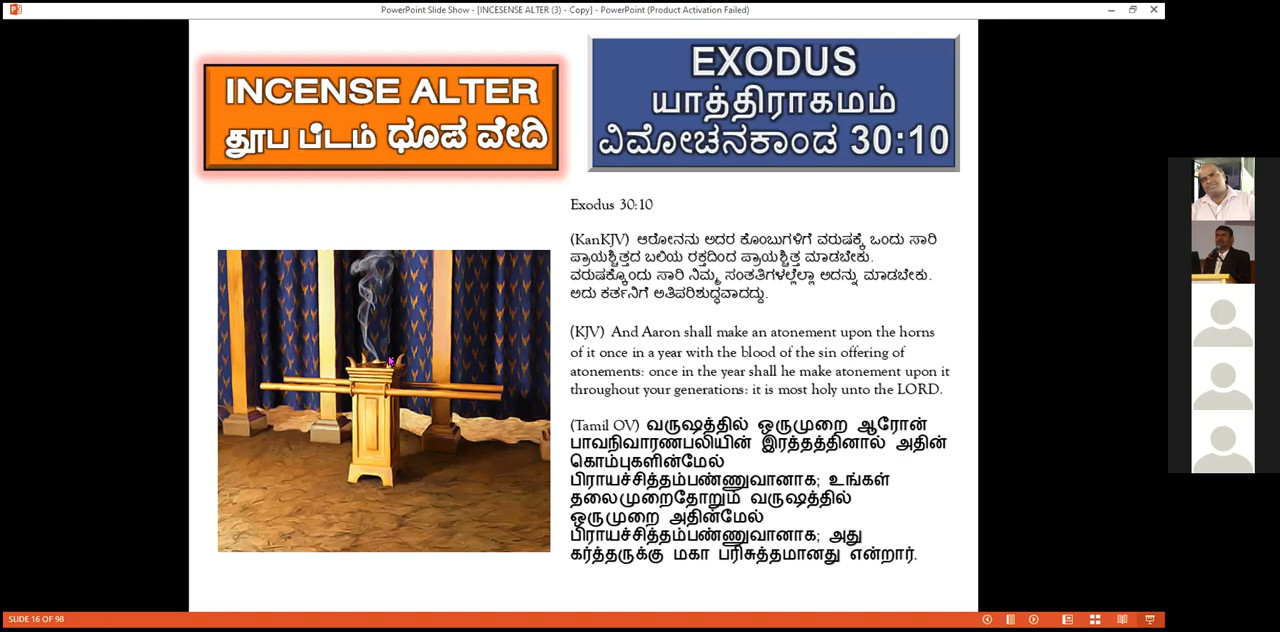 PowerPoint Slide Show - [INCESENSE ALTER (3) - Copy] - PowerPoint (Product Activation Failed)
INCENSE ALTER
தூப பீடம் ಧೂಪ ವೇದಿ
EXODUS
யாத்திராகமம்
ವಿಮೋಚನಕಾಂಡ 30:10
Exodus 30:10
(KanKJV) ಆರೋನನು ಅದರ ಕೊಂಬುಗಳಿಗೆ ವರುಷಕ್ಕೆ ಒಂದು ಸಾರಿ
ಪ್ರಾಯಶ್ಚಿತ್ತದ ಬಲಿಯ ರಕ್ತದಿಂದ ಪ್ರಾಯಶ್ಚಿತ್ತ ಮಾಡಬೇಕು.
ವರುಷಕ್ಕೊಂದು ಸಾರಿ ನಿಮ್ಮ ಸಂತತಿಗಳಲ್ಲೆಲ್ಲಾ ಅದನ್ನು ಮಾಡಬೇಕು.
ಅದು ಕರ್ತನಿಗೆ ಅತಿಪರಿಶುದ್ಧವಾದದ್ದು.
(KJV) And Aaron shall make an atonement upon the horns
of it once in a year with the blood of the sin offering of
atonements: once in the year shall he make atonement upon it
throughout your generations: it is most holy unto the LORD.
(Tamil OV) வருஷத்தில் ஒருமுறை ஆரோன்
பாவநிவாரணபலியின் இரத்தத்தினால் அதின்
கொம்புகளின்மேல்
பிராயச்சித்தம்பண்ணுவானாக; உங்கள்
தலைமுறைதோறும் வருஷத்தில்
ஒருமுறை அதின்மேல்
பிராயச்சித்தம்பண்ணுவானாக; அது
கர்த்தருக்கு மகா பரிசுத்தமானது என்றார்.
SLIDE 16 OF 98